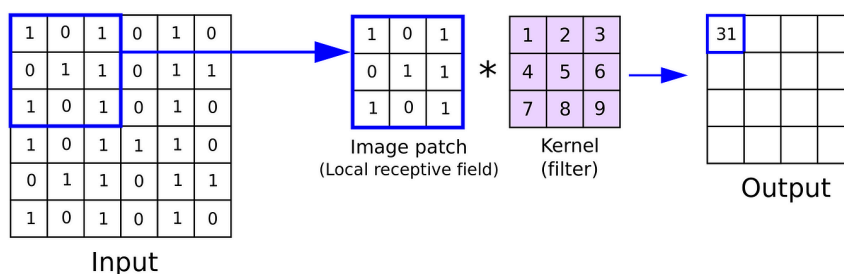 1 0 1 0 1 0
0 1 1 0 1 1
1 0 1 0 1 0
1 0 1 1 1 0
0 1 1 0 1 1
1 0 1 0 1 0
Input
1 0 1
0 1 1
1 0 1
Image patch
(Local receptive field)
*
1 2 3
4 5 6
7 8 9
Kernel
(filter)
31
Output